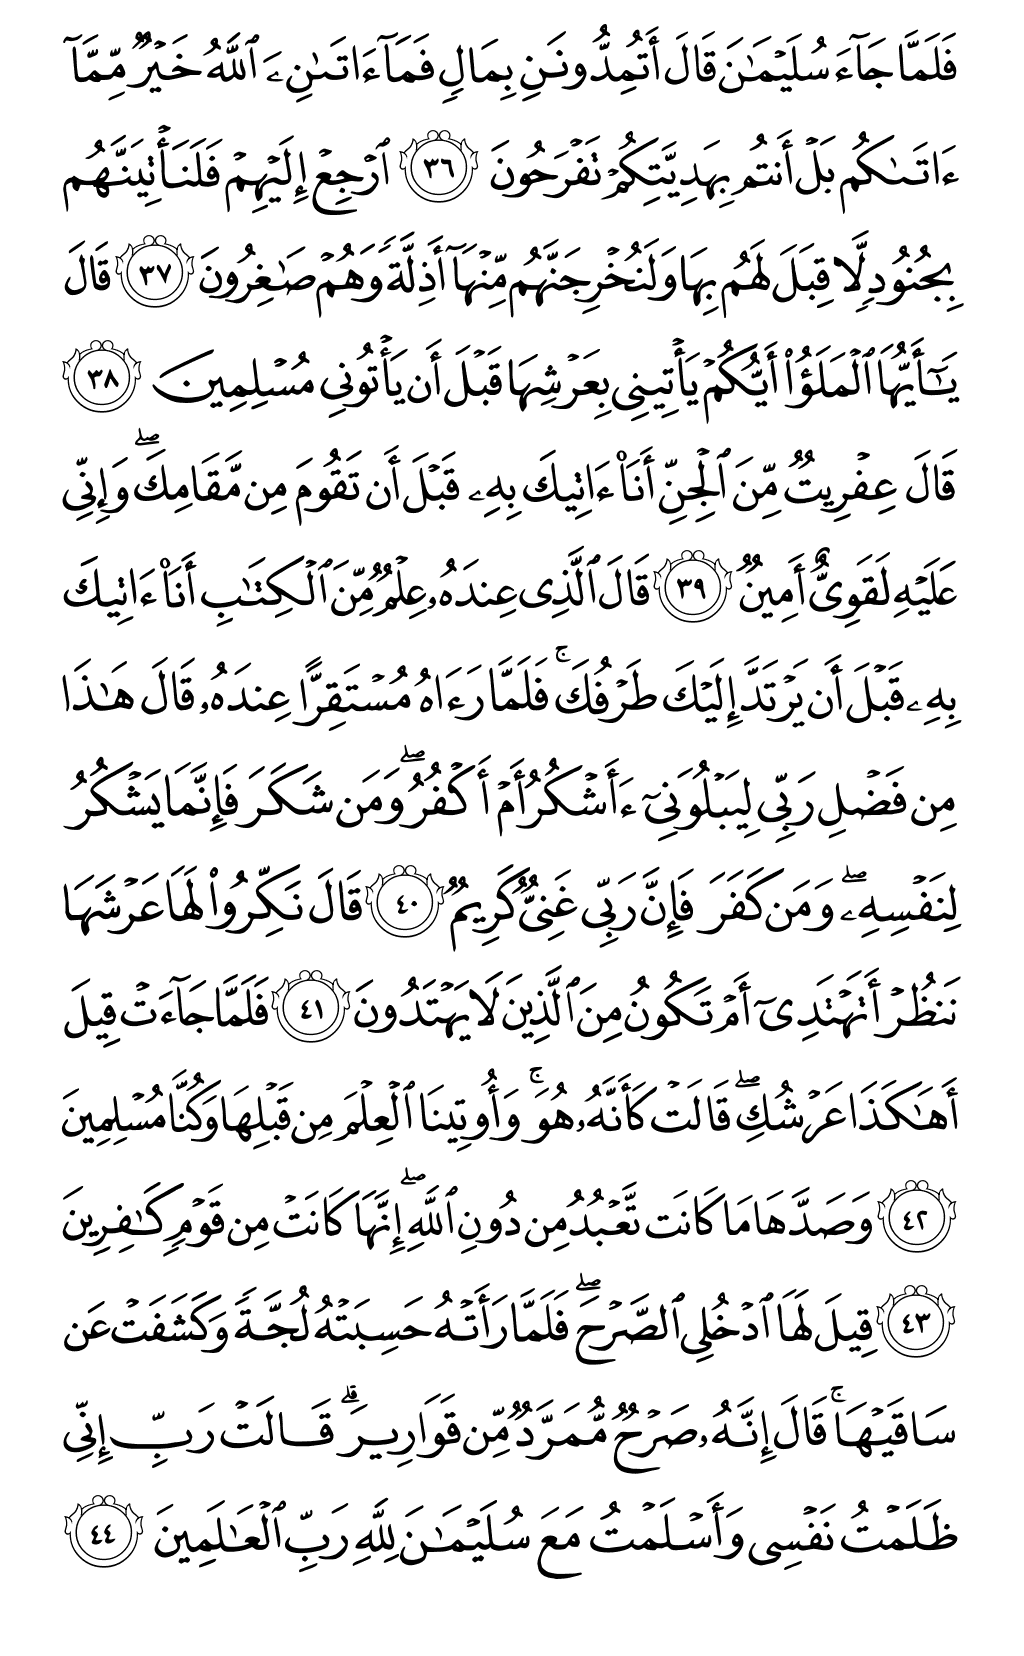 فَلَمَّا جَآءَ سُلَيْمَٰنَ قَالَ أَتُمِدُّونَنِ بِمَالٍ فَمَآ ءَاتَىٰنِۦَ ٱللَّهُ خَيْرٌ مِّمَّآ
ءَاتَىٰكُم بَلْ أَنتُم بِهَدِيَّتِكُمْ تَفْرَحُونَ ٣٦ ٱرْجِعْ إِلَيْهِمْ فَلَنَأْتِيَنَّهُم
بِجُنُودٍ لَّا قِبَلَ لَهُم بِهَا وَلَنُخْرِجَنَّهُم مِّنْهَآ أَذِلَّةً وَهُمْ صَٰغِرُونَ ٣٧ قَالَ
يَٰٓأَيُّهَا ٱلْمَلَؤُا۟ أَيُّكُمْ يَأْتِينِى بِعَرْشِهَا قَبْلَ أَن يَأْتُونِى مُسْلِمِينَ ٣٨
قَالَ عِفْرِيتٌ مِّنَ ٱلْجِنِّ أَنَا۠ ءَاتِيكَ بِهِۦ قَبْلَ أَن تَقُومَ مِن مَّقَامِكَ ۖ وَإِنِّى
عَلَيْهِ لَقَوِىٌّ أَمِينٌ ٣٩ قَالَ ٱلَّذِى عِندَهُۥ عِلْمٌ مِّنَ ٱلْكِتَٰبِ أَنَا۠ ءَاتِيكَ
بِهِۦ قَبْلَ أَن يَرْتَدَّ إِلَيْكَ طَرْفُكَ ۚ فَلَمَّا رَءَاهُ مُسْتَقِرًّا عِندَهُۥ قَالَ هَٰذَا
مِن فَضْلِ رَبِّى لِيَبْلُوَنِىٓ ءَأَشْكُرُ أَمْ أَكْفُرُ ۖ وَمَن شَكَرَ فَإِنَّمَا يَشْكُرُ
لِنَفْسِهِۦ ۖ وَمَن كَفَرَ فَإِنَّ رَبِّى غَنِىٌّ كَرِيمٌ ٤٠ قَالَ نَكِّرُوا۟ لَهَا عَرْشَهَا
نَنظُرْ أَتَهْتَدِىٓ أَمْ تَكُونُ مِنَ ٱلَّذِينَ لَا يَهْتَدُونَ ٤١ فَلَمَّا جَآءَتْ قِيلَ
أَهَٰكَذَا عَرْشُكِ ۖ قَالَتْ كَأَنَّهُۥ هُوَ ۚ وَأُوتِينَا ٱلْعِلْمَ مِن قَبْلِهَا وَكُنَّا مُسْلِمِينَ
٤٢ وَصَدَّهَا مَا كَانَت تَّعْبُدُ مِن دُونِ ٱللَّهِ ۖ إِنَّهَا كَانَتْ مِن قَوْمٍ كَٰفِرِينَ
٤٣ قِيلَ لَهَا ٱدْخُلِى ٱلصَّرْحَ ۖ فَلَمَّا رَأَتْهُ حَسِبَتْهُ لُجَّةً وَكَشَفَتْ عَن
سَاقَيْهَا ۚ قَالَ إِنَّهُۥ صَرْحٌ مُّمَرَّدٌ مِّن قَوَارِيرَ ۗ قَالَتْ رَبِّ إِنِّى
ظَلَمْتُ نَفْسِى وَأَسْلَمْتُ مَعَ سُلَيْمَٰنَ لِلَّهِ رَبِّ ٱلْعَٰلَمِينَ ٤٤